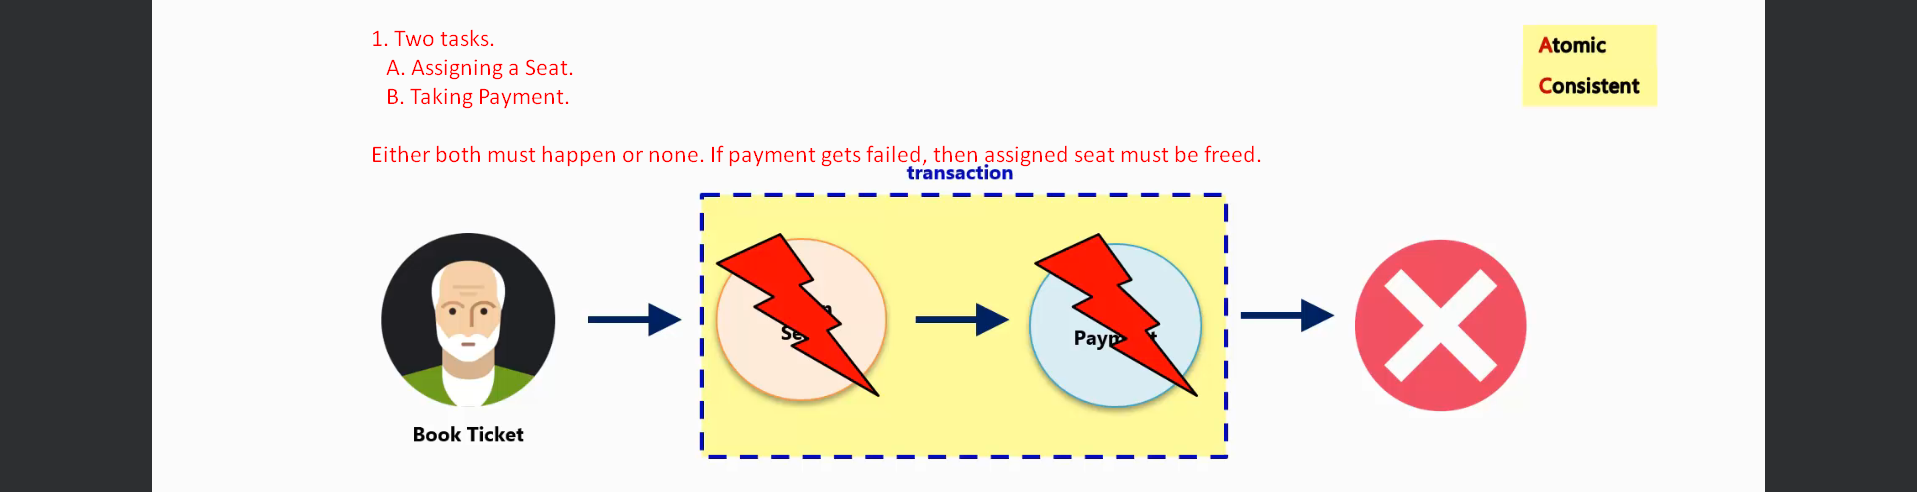 1. Two tasks.
A. Assigning a Seat.
B. Taking Payment.
Either both must happen or none. If payment gets failed, then assigned seat must be freed.
transaction
Atomic
Consistent
Book Ticket